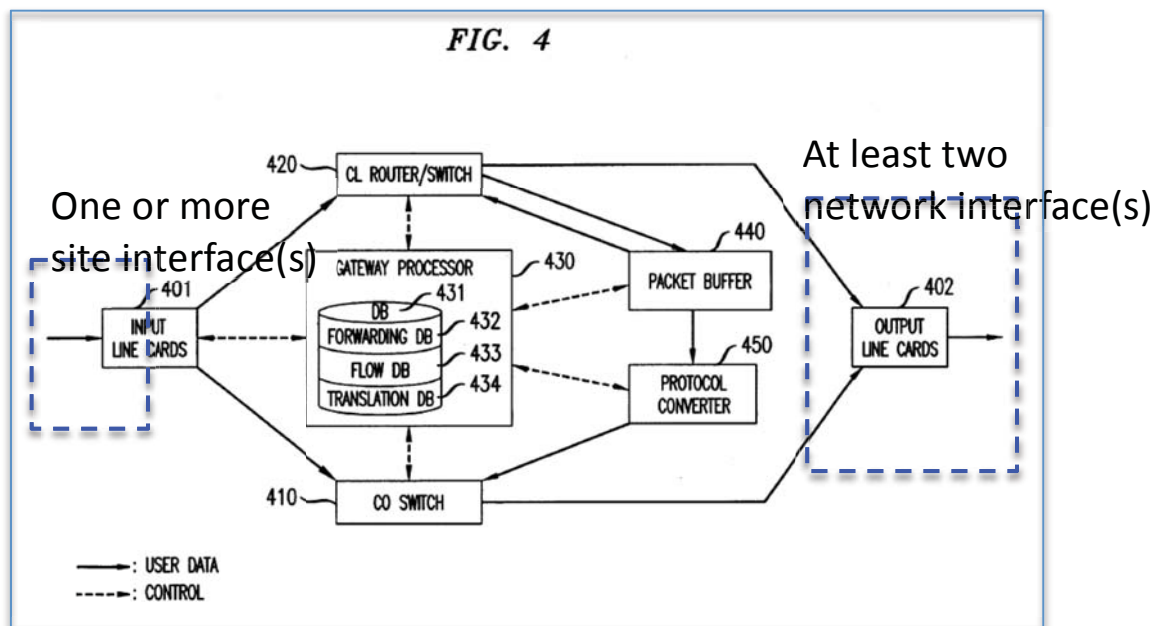 FIG. 4
At least two
network interface(s)
One or more
site interface(s)
420
CL ROUTER/SWITCH
440
PACKET BUFFER
GATEWAY PROCESSOR
430
431
DB
432
FORWARDING DB
433
FLOW DB
434
TRANSLATION DB
401
INPUT
LINE CARDS
402
OUTPUT
LINE CARDS
450
PROTOCOL
CONVERTER
410
CO SWITCH
: USER DATA
: CONTROL